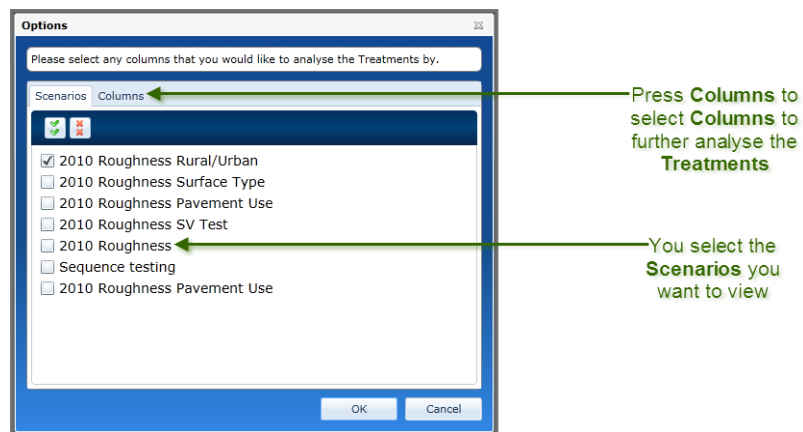 Options
Please select any columns that you would like to analyse the Treatments by.
Scenarios Columns
2010 Roughness Rural/Urban
2010 Roughness Surface Type
2010 Roughness Pavement Use
2010 Roughness SV Test
2010 Roughness
Sequence testing
2010 Roughness Pavement Use
OK Cancel
Press Columns to
select Columns to
further analyse the
Treatments
You select the
Scenarios you
want to view